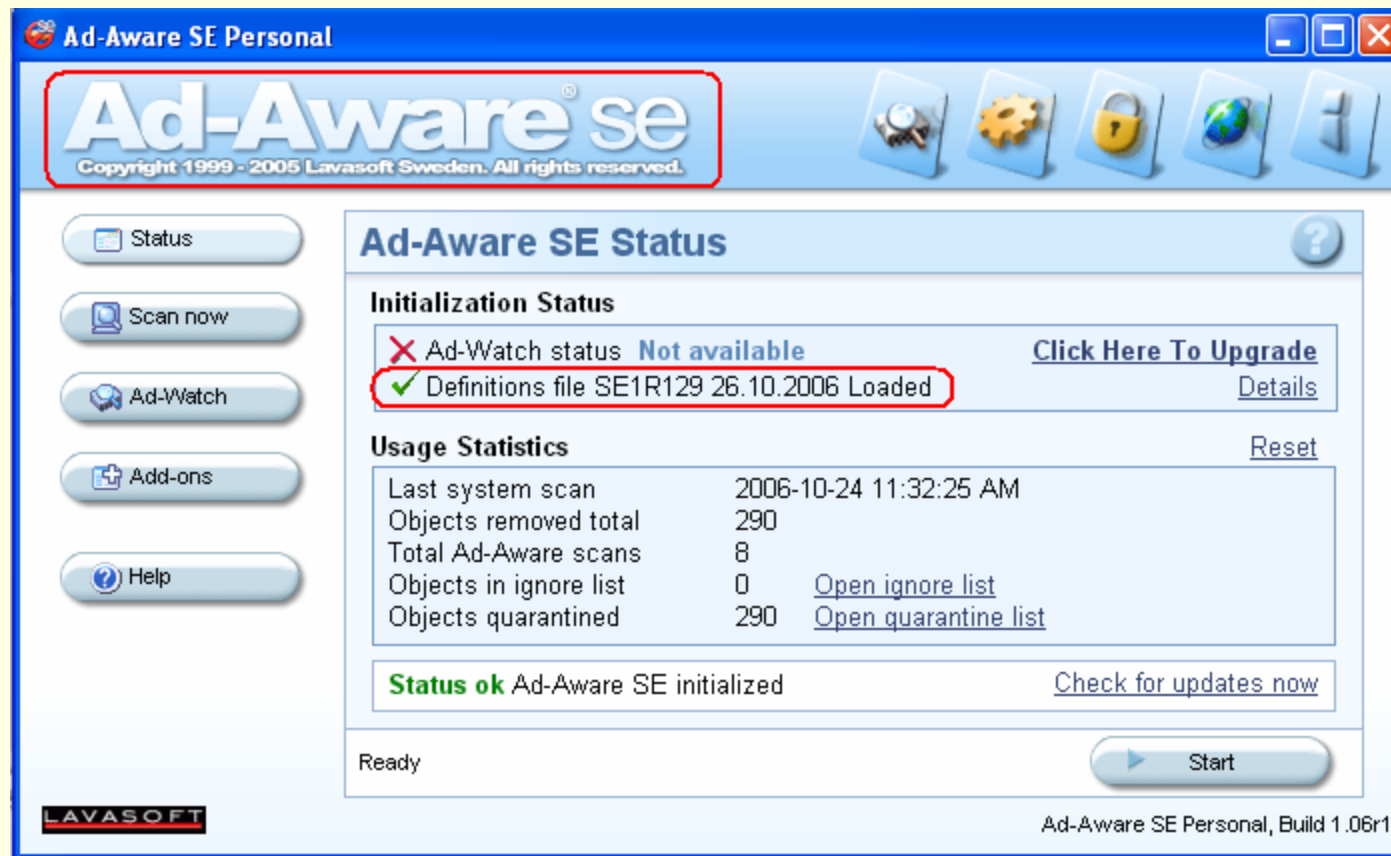 Ad-Aware SE Personal
Ad-Aware® se
Copyright 1999 - 2005 Lavasoft Sweden. All rights reserved.
Status
Scan now
Ad-Watch
Add-ons
Help
Ad-Aware SE Status
?
Initialization Status
Ad-Watch status Not available Click Here To Upgrade
Definitions file SE1R129 26.10.2006 Loaded Details
Usage Statistics Reset
Last system scan 2006-10-24 11:32:25 AM
Objects removed total 290
Total Ad-Aware scans 8
Objects in ignore list 0 Open ignore list
Objects quarantined 290 Open quarantine list
Status ok Ad-Aware SE initialized Check for updates now
Ready Start
LAVASOFT
Ad-Aware SE Personal, Build 1.06r1